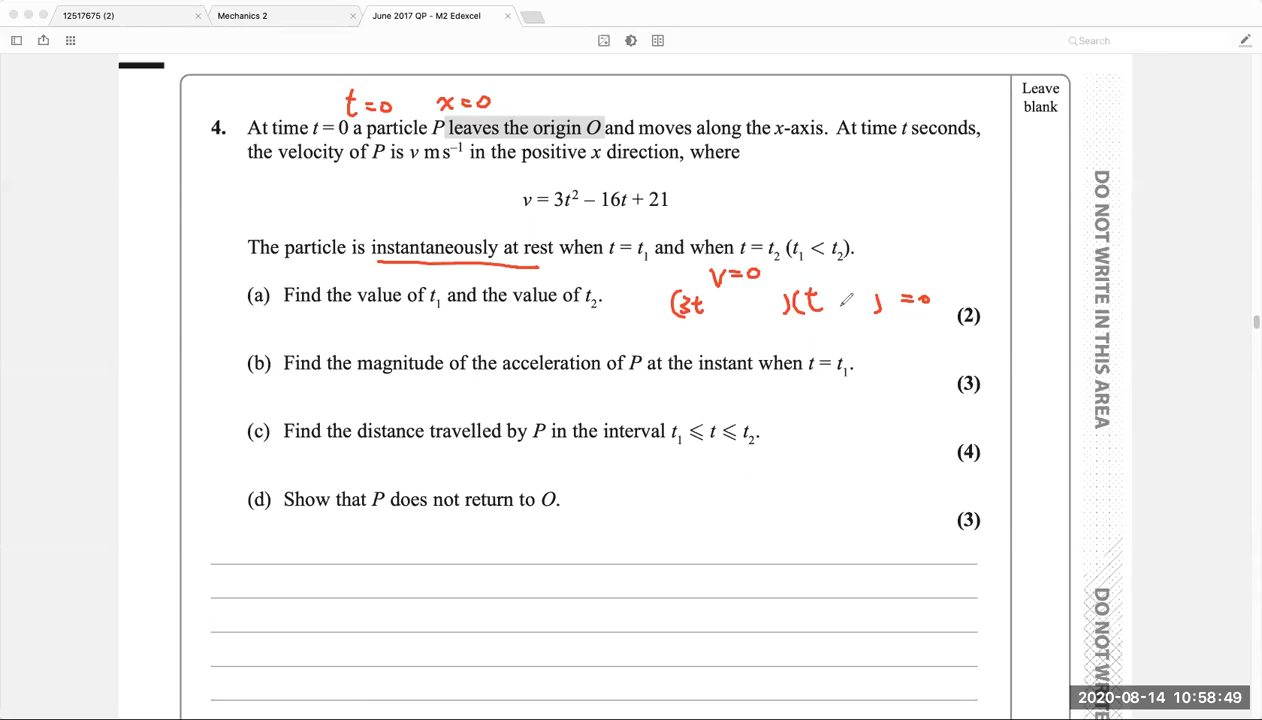 12517675 (2)
Mechanics 2
June 2017 QP - M2 Edexcel
Search
Leave
blank
t=0 x=0
4. At time t = 0 a particle P leaves the origin O and moves along the x-axis. At time t seconds,
the velocity of P is v m s⁻¹ in the positive x direction, where
v = 3t² – 16t + 21
The particle is instantaneously at rest when t = t₁ and when t = t₂ (t₁ < t₂).
v=0
(a) Find the value of t₁ and the value of t₂.
(3t )(t ) =0
(2)
(b) Find the magnitude of the acceleration of P at the instant when t = t₁.
(3)
(c) Find the distance travelled by P in the interval t₁ ⩽ t ⩽ t₂.
(4)
(d) Show that P does not return to O.
(3)
DO NOT WRITE IN THIS AREA
DO NOT WRITE
2020-08-14 10:58:49